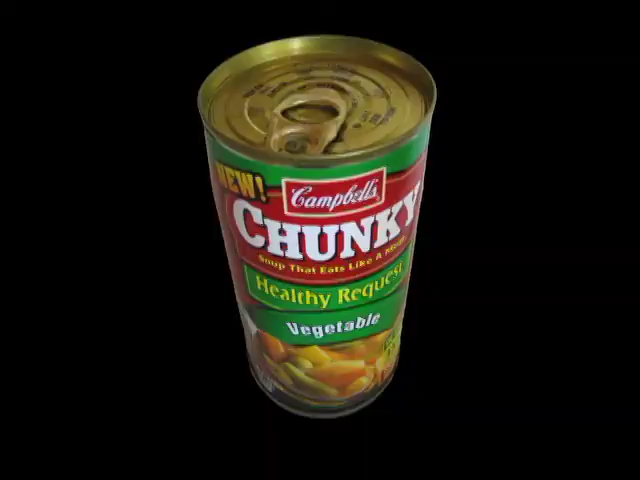 NEW!
Campbell's
CHUNKY
Soup That Eats Like A Meal
Healthy Request
Vegetable